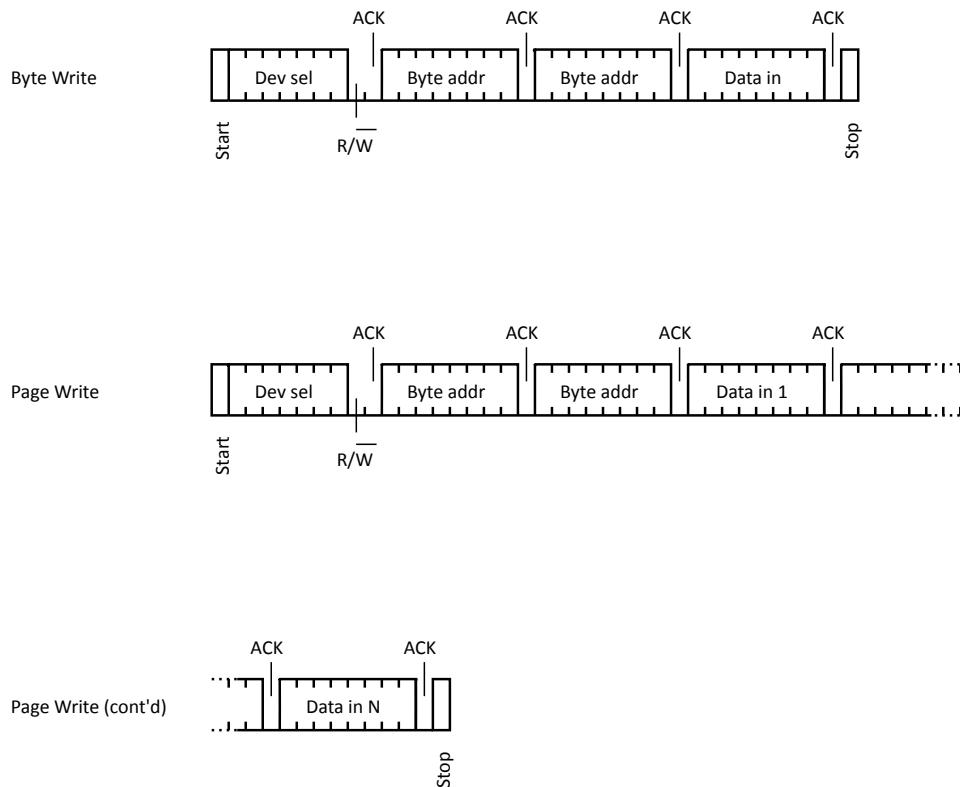 ACK ACK ACK ACK
Byte Write Dev sel Byte addr Byte addr Data in
Start R/W Stop
ACK ACK ACK ACK
Page Write Dev sel Byte addr Byte addr Data in 1
Start R/W
ACK ACK
Page Write (cont'd) Data in N
Stop